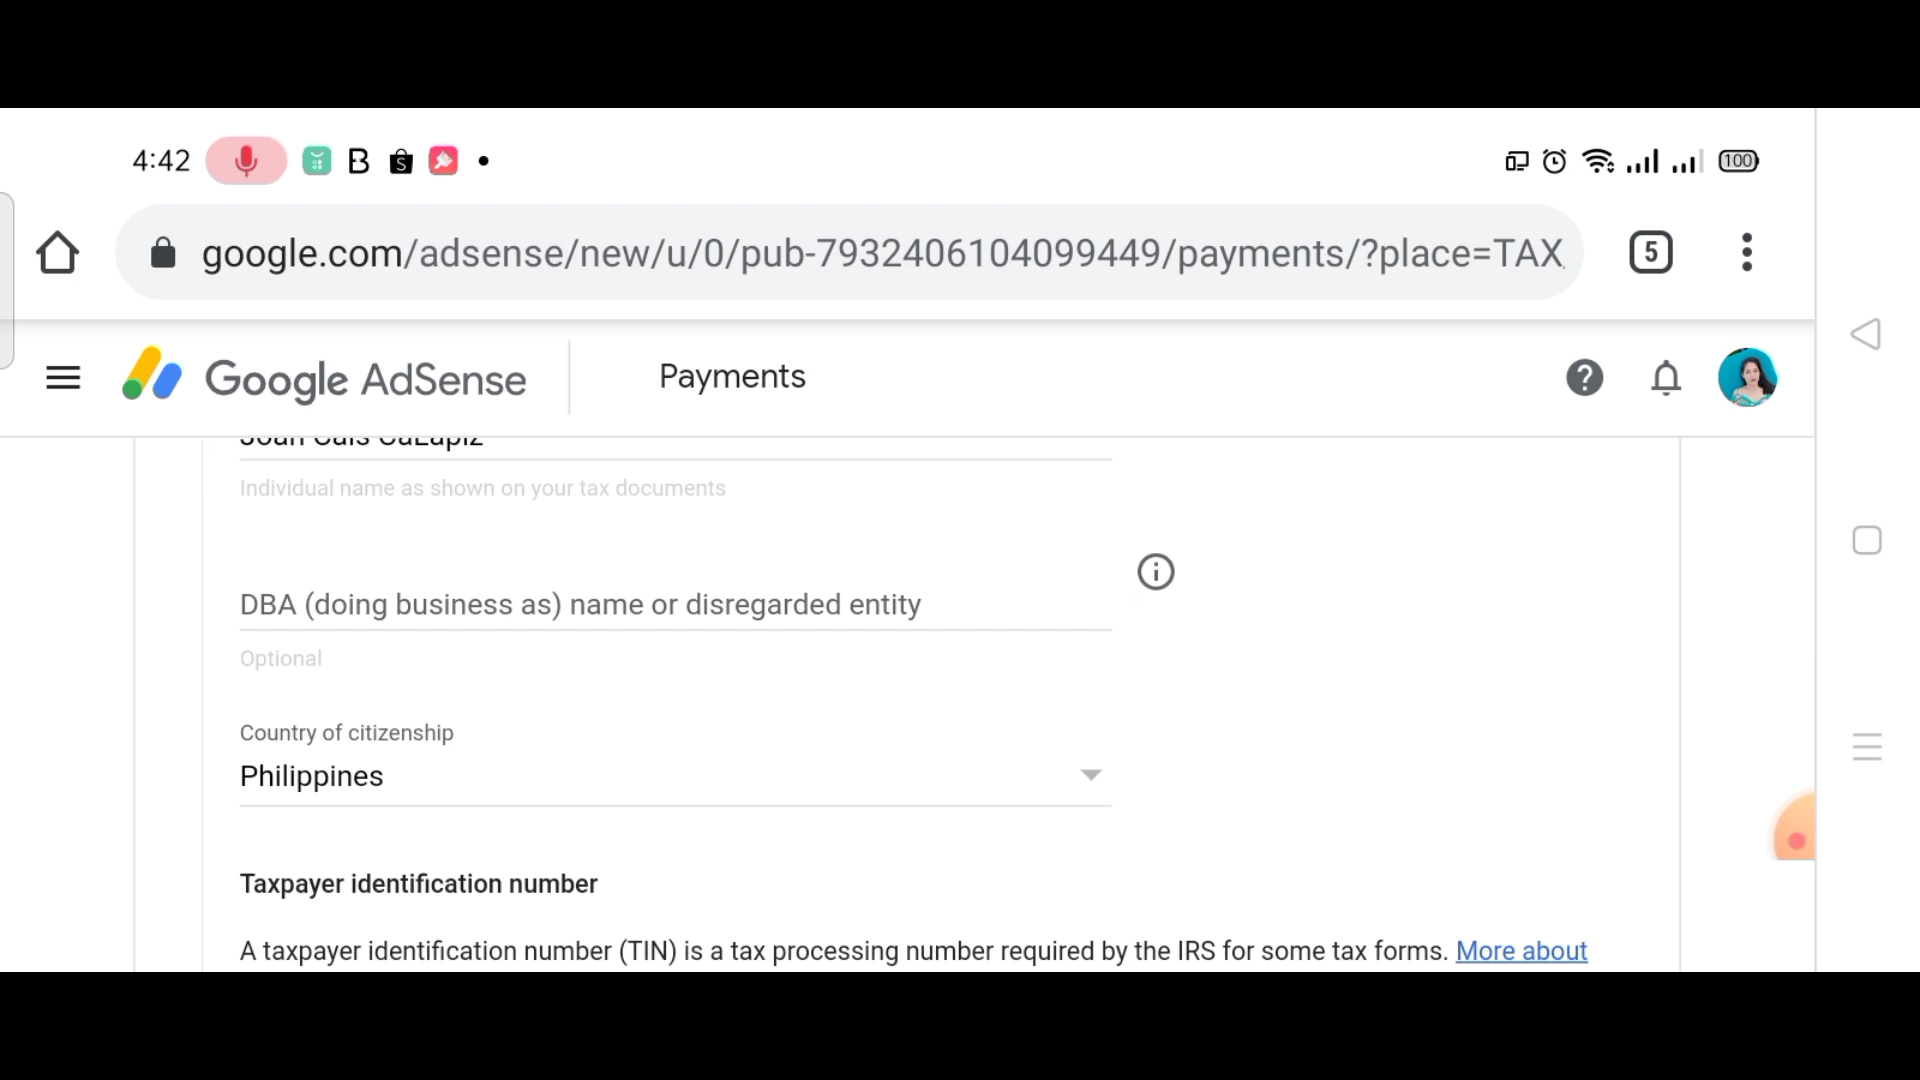 4:42
100
google.com/adsense/new/u/0/pub-7932406104099449/payments/?place=TAX
5
Google AdSense
Payments
Individual name as shown on your tax documents
DBA (doing business as) name or disregarded entity
Optional
Country of citizenship
Philippines
Taxpayer identification number
A taxpayer identification number (TIN) is a tax processing number required by the IRS for some tax forms. More about